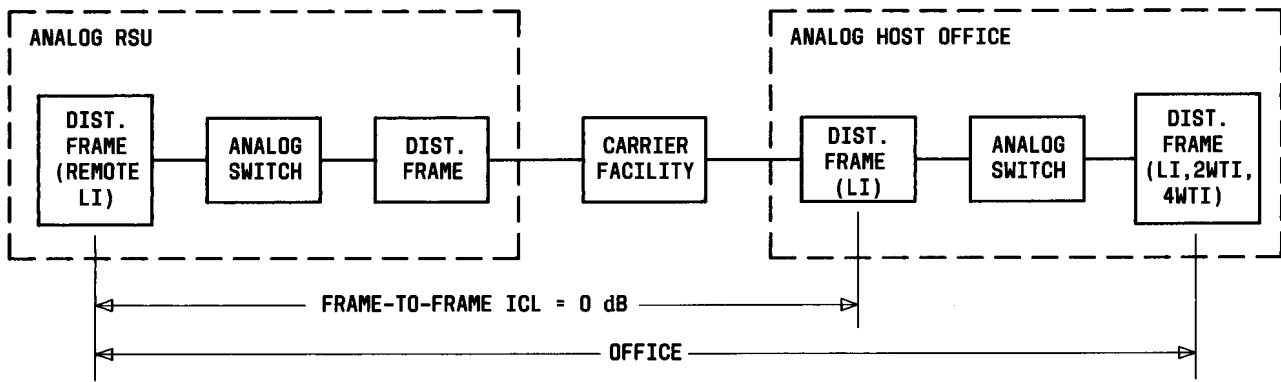 ANALOG RSU
ANALOG HOST OFFICE
DIST.
FRAME
(REMOTE
LI)
ANALOG
SWITCH
DIST.
FRAME
CARRIER
FACILITY
DIST.
FRAME
(LI)
ANALOG
SWITCH
DIST.
FRAME
(LI,2WTI,
4WTI)
FRAME-TO-FRAME ICL = 0 dB
OFFICE